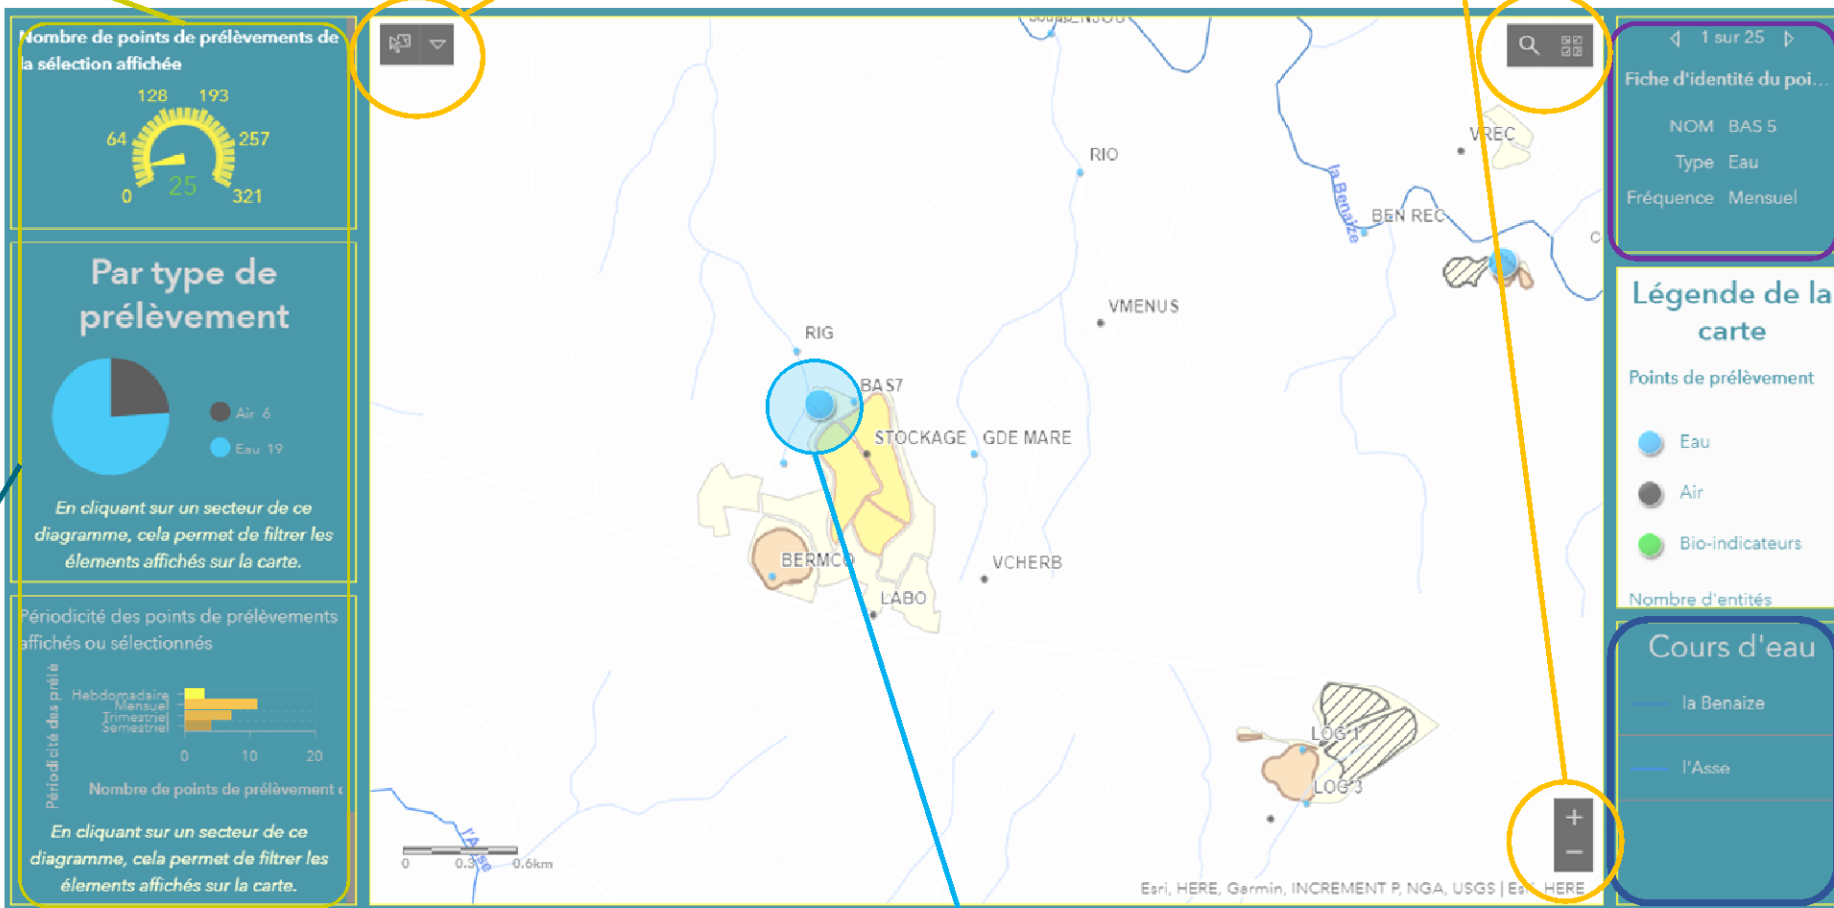 Nombre de points de prélèvements de
la sélection affichée
128 193
64 257
25
0 321
Par type de
prélèvement
Air 6
Eau 19
En cliquant sur un secteur de ce
diagramme, cela permet de filtrer les
élements affichés sur la carte.
Périodicité des points de prélèvements
affichés ou sélectionnés
Périodicité des prélè
Hebdomadaire
Mensuel
Trimestriel
Semestriel
0 10 20
Nombre de points de prélèvement
En cliquant sur un secteur de ce
diagramme, cela permet de filtrer les
élements affichés sur la carte.
VREC
RIO
la Benaize
BEN REC
VMENUS
RIG
BAS7
STOCKAGE
GDE MARE
BERMCO
VCHERB
LABO
LOG 1
LOG 3
l'Asse
0 0.3 0.6km
+
−
Esri, HERE, Garmin, INCREMENT P, NGA, USGS | Esri, HERE
1 sur 25
Fiche d'identité du poi...
NOM BAS 5
Type Eau
Fréquence Mensuel
Légende de la
carte
Points de prélèvement
Eau
Air
Bio-indicateurs
Nombre d'entités
Cours d'eau
la Benaize
l'Asse